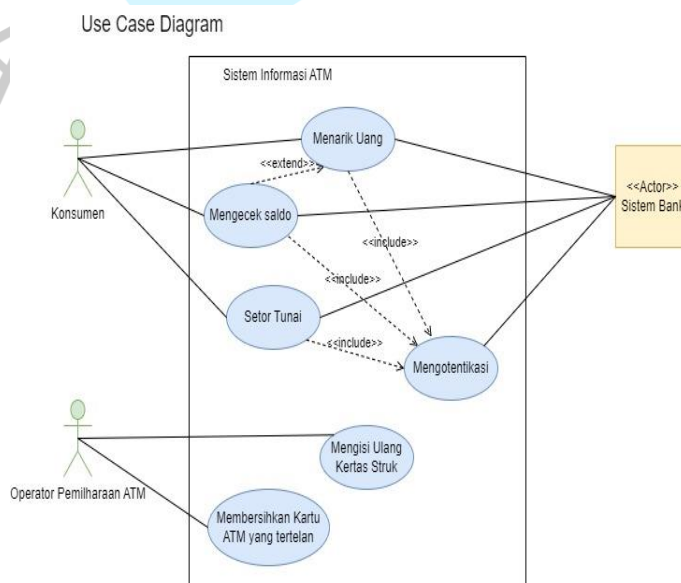 Use Case Diagram
Sistem Informasi ATM
Menarik Uang
<<extend>>
<<Actor>>
Sistem Bank
Konsumen
Mengecek saldo
<<include>>
<<include>>
Setor Tunai
<<include>>
Mengotentikasi
Mengisi Ulang
Kertas Struk
Operator Pemilharaan ATM
Membersihkan Kartu
ATM yang tertelan